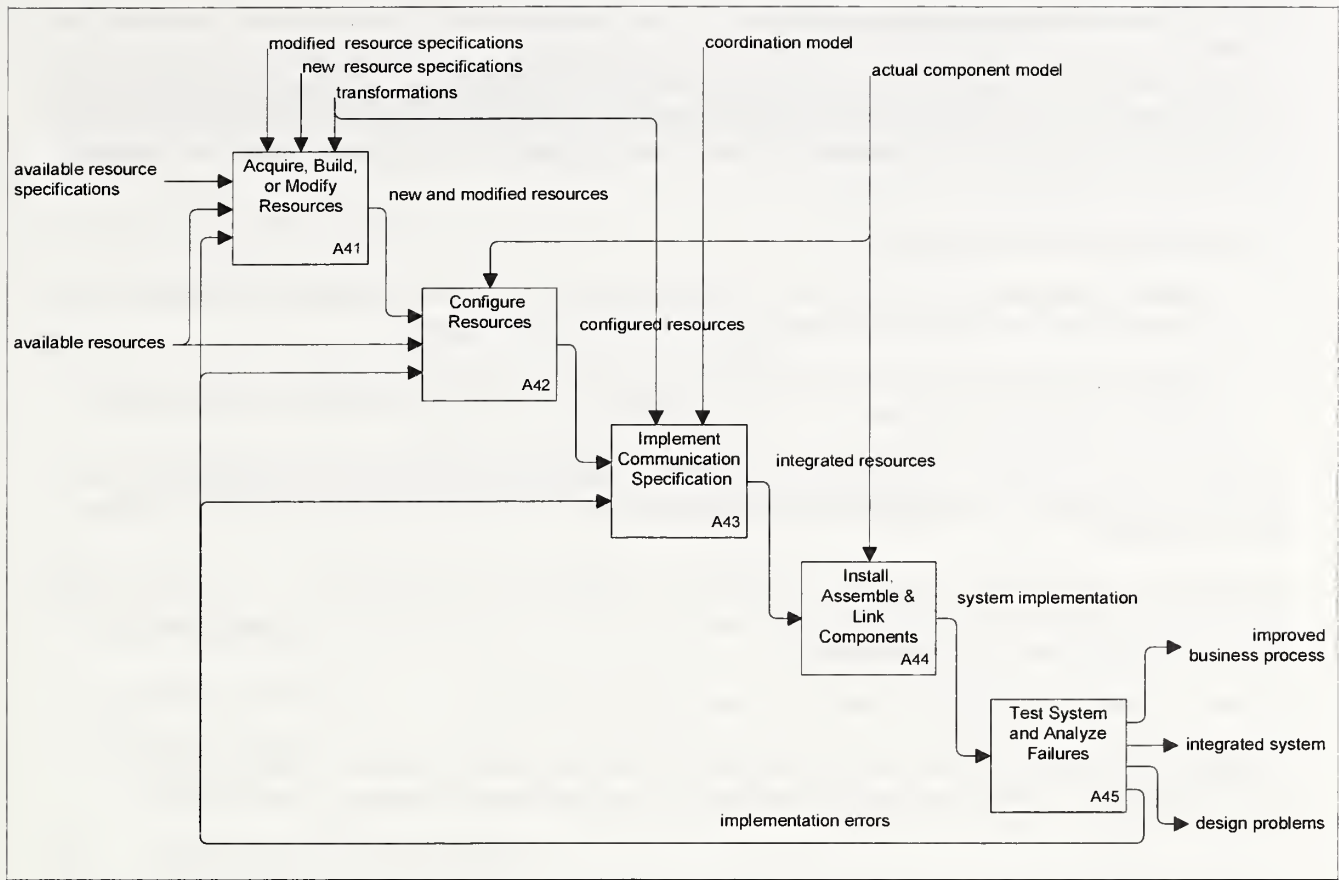 modified resource specifications
new resource specifications
transformations
coordination model
actual component model
available resource
specifications
Acquire, Build,
or Modify
Resources
A41
new and modified resources
available resources
Configure
Resources
A42
configured resources
Implement
Communication
Specification
A43
integrated resources
Install,
Assemble &
Link
Components
A44
system implementation
improved
business process
Test System
and Analyze
Failures
A45
integrated system
design problems
implementation errors